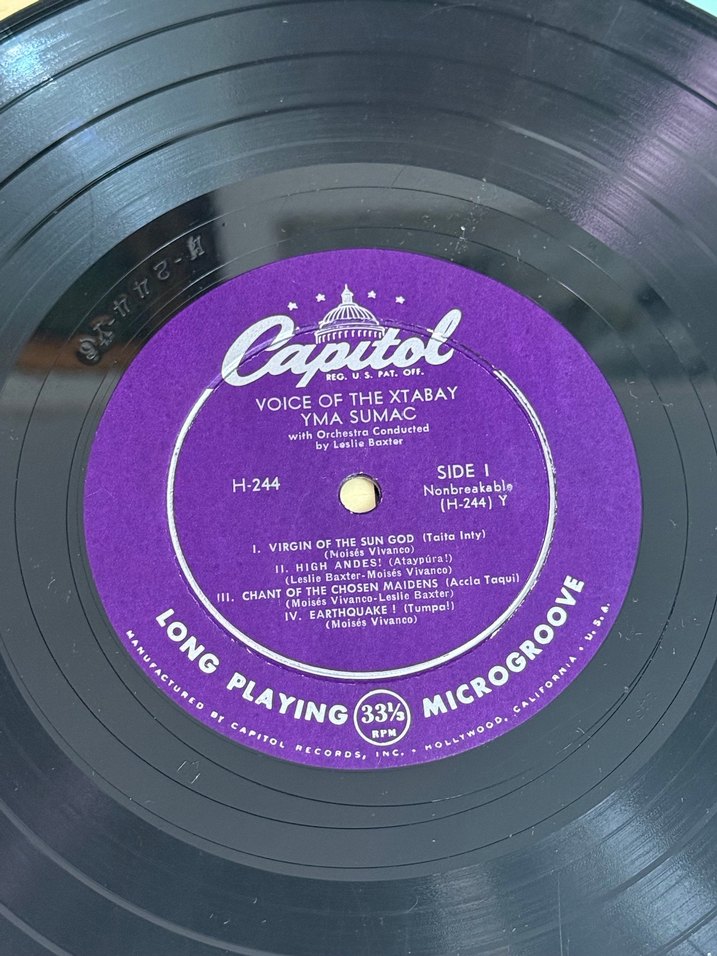 Capitol
REG. U. S. PAT. OFF.
VOICE OF THE XTABAY
YMA SUMAC
with Orchestra Conducted
by Leslie Baxter
H-244
SIDE 1
Nonbreakable
(H-244) Y
I. VIRGIN OF THE SUN GOD (Taita Inty)
(Moisés Vivanco)
II. HIGH ANDES! (Ataypúra!)
(Leslie Baxter-Moisés Vivanco)
III. CHANT OF THE CHOSEN MAIDENS (Accla Taqui)
(Moisés Vivanco-Leslie Baxter)
IV. EARTHQUAKE! (Tumpa!)
(Moisés Vivanco)
LONG PLAYING 33⅓ RPM MICROGROOVE
MANUFACTURED BY CAPITOL RECORDS, INC. • HOLLYWOOD, CALIFORNIA • U.S.A.